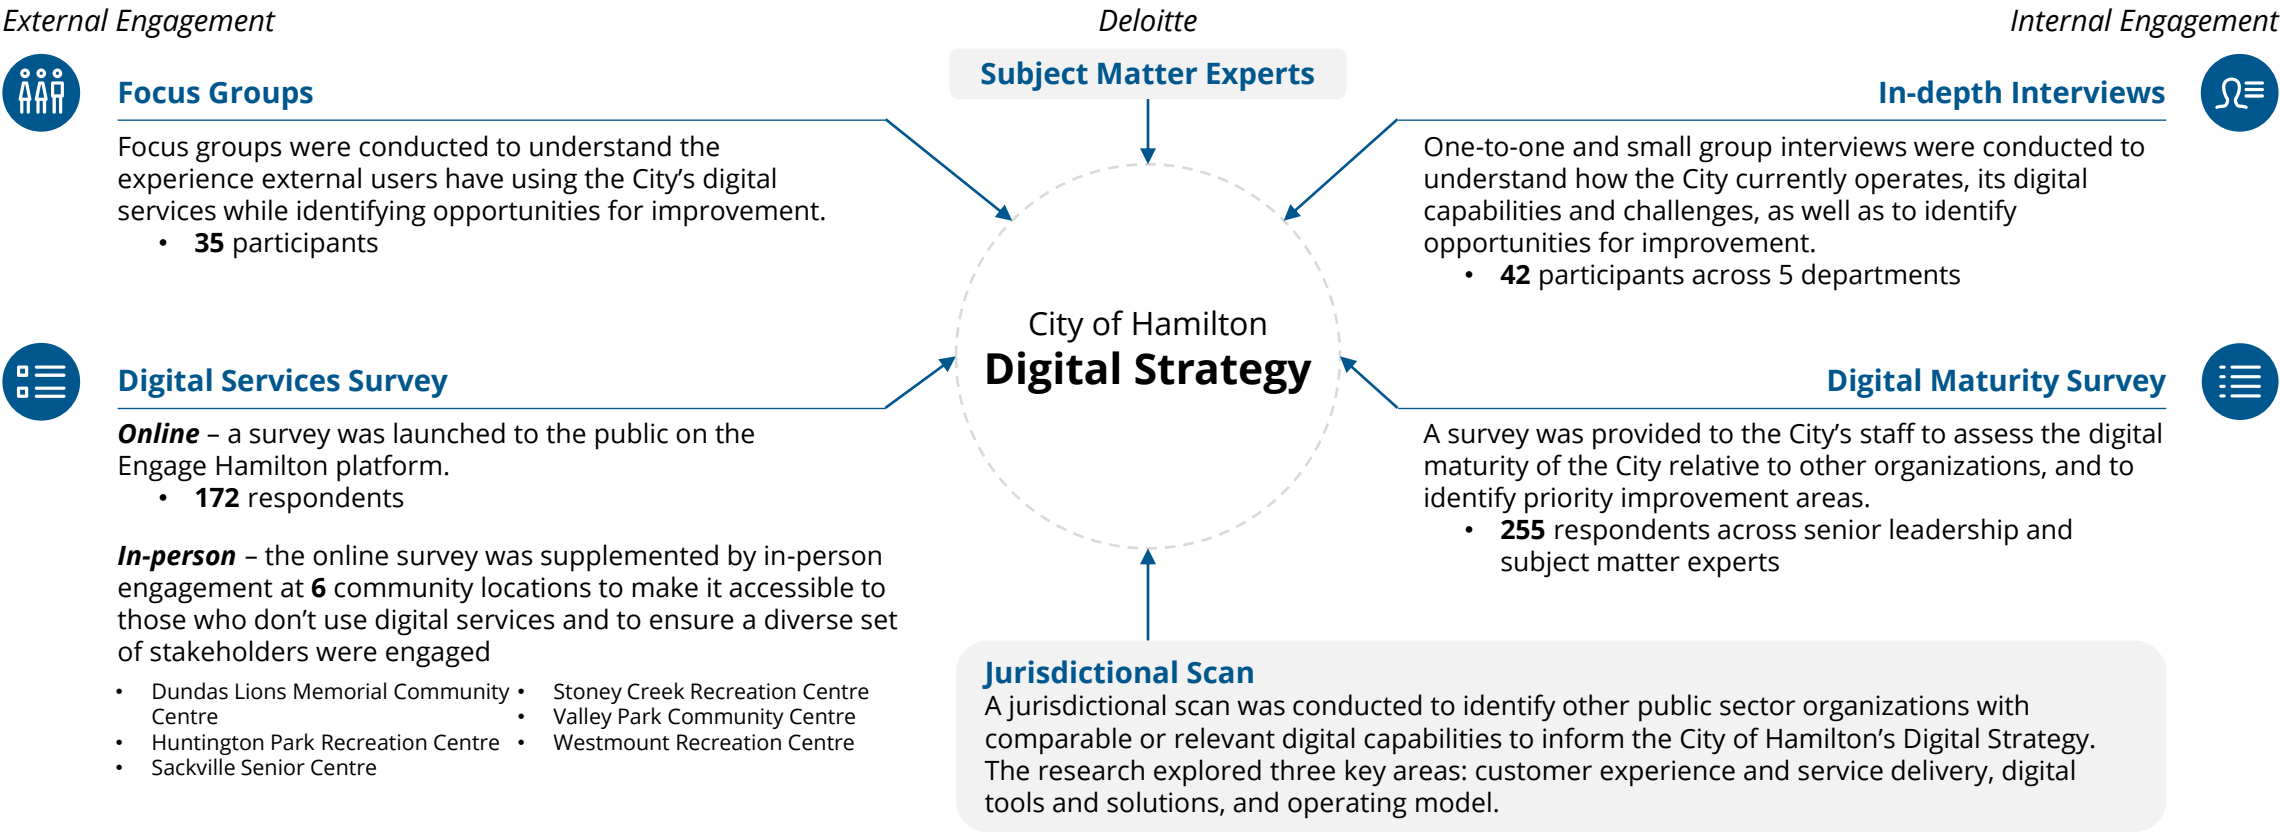 External Engagement
Deloitte
Internal Engagement
Focus Groups
Focus groups were conducted to understand the
experience external users have using the City’s digital
services while identifying opportunities for improvement.
• 35 participants
Digital Services Survey
Online – a survey was launched to the public on the
Engage Hamilton platform.
• 172 respondents
In-person – the online survey was supplemented by in-person
engagement at 6 community locations to make it accessible to
those who don’t use digital services and to ensure a diverse set
of stakeholders were engaged
• Dundas Lions Memorial Community
Centre
• Huntington Park Recreation Centre
• Sackville Senior Centre
• Stoney Creek Recreation Centre
• Valley Park Community Centre
• Westmount Recreation Centre
Subject Matter Experts
City of Hamilton
Digital Strategy
Jurisdictional Scan
A jurisdictional scan was conducted to identify other public sector organizations with
comparable or relevant digital capabilities to inform the City of Hamilton’s Digital Strategy.
The research explored three key areas: customer experience and service delivery, digital
tools and solutions, and operating model.
In-depth Interviews
One-to-one and small group interviews were conducted to
understand how the City currently operates, its digital
capabilities and challenges, as well as to identify
opportunities for improvement.
• 42 participants across 5 departments
Digital Maturity Survey
A survey was provided to the City’s staff to assess the digital
maturity of the City relative to other organizations, and to
identify priority improvement areas.
• 255 respondents across senior leadership and
subject matter experts